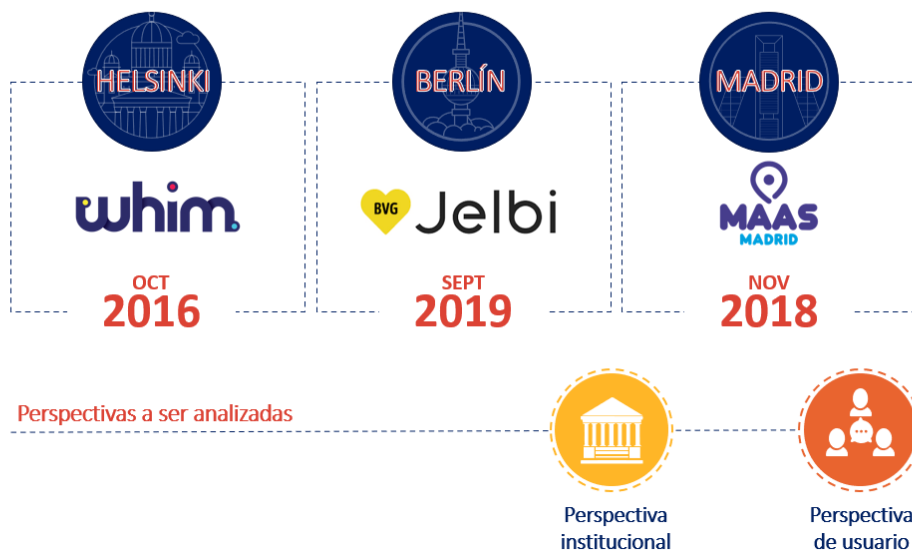 HELSINKI
BERLÍN
MADRID
whim
BVG
Jelbi
MAAS
MADRID
OCT
2016
SEPT
2019
NOV
2018
Perspectivas a ser analizadas
Perspectiva
institucional
Perspectiva
de usuario